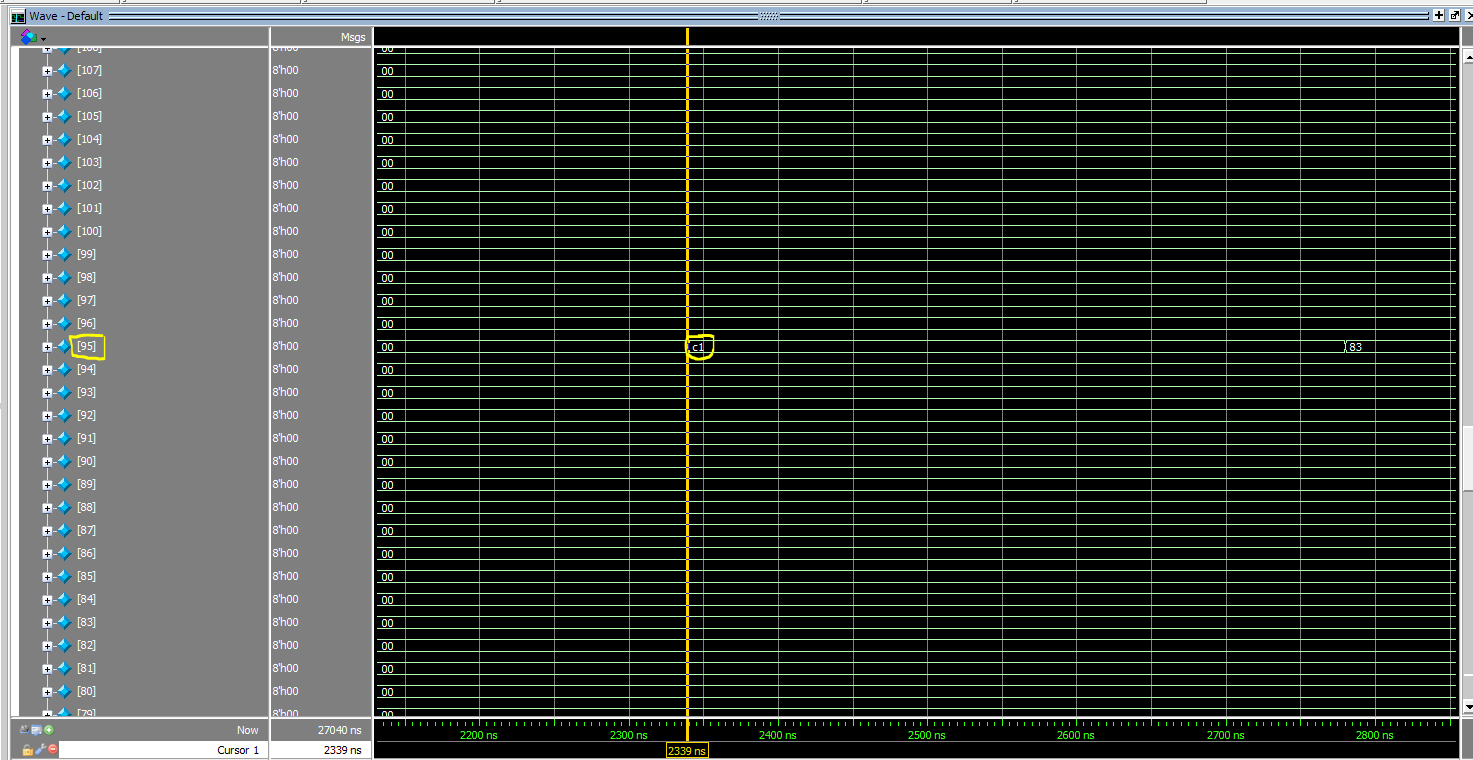 Wave - Default
Msgs
[108] 8'h00 00
[107] 8'h00 00
[106] 8'h00 00
[105] 8'h00 00
[104] 8'h00 00
[103] 8'h00 00
[102] 8'h00 00
[101] 8'h00 00
[100] 8'h00 00
[99] 8'h00 00
[98] 8'h00 00
[97] 8'h00 00
[96] 8'h00 00
[95] 8'h00 00 c1 83
[94] 8'h00 00
[93] 8'h00 00
[92] 8'h00 00
[91] 8'h00 00
[90] 8'h00 00
[89] 8'h00 00
[88] 8'h00 00
[87] 8'h00 00
[86] 8'h00 00
[85] 8'h00 00
[84] 8'h00 00
[83] 8'h00 00
[82] 8'h00 00
[81] 8'h00 00
[80] 8'h00 00
[79] 8'h00 00
Now 27040 ns 2200 ns 2300 ns 2400 ns 2500 ns 2600 ns 2700 ns 2800 ns
Cursor 1 2339 ns 2339 ns